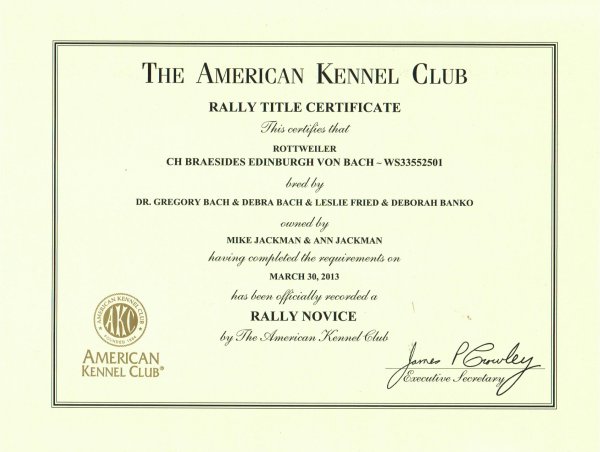 THE AMERICAN KENNEL CLUB
RALLY TITLE CERTIFICATE
This certifies that
ROTTWEILER
CH BRAESIDES EDINBURGH VON BACH ~ WS33552501
bred by
DR. GREGORY BACH & DEBRA BACH & LESLIE FRIED & DEBORAH BANKO
owned by
MIKE JACKMAN & ANN JACKMAN
having completed the requirements on
MARCH 30, 2013
has been officially recorded a
RALLY NOVICE
by The American Kennel Club
AMERICAN KENNEL CLUB
AKC
FOUNDED 1884
AMERICAN
KENNEL CLUB®
James P Crowley
Executive Secretary